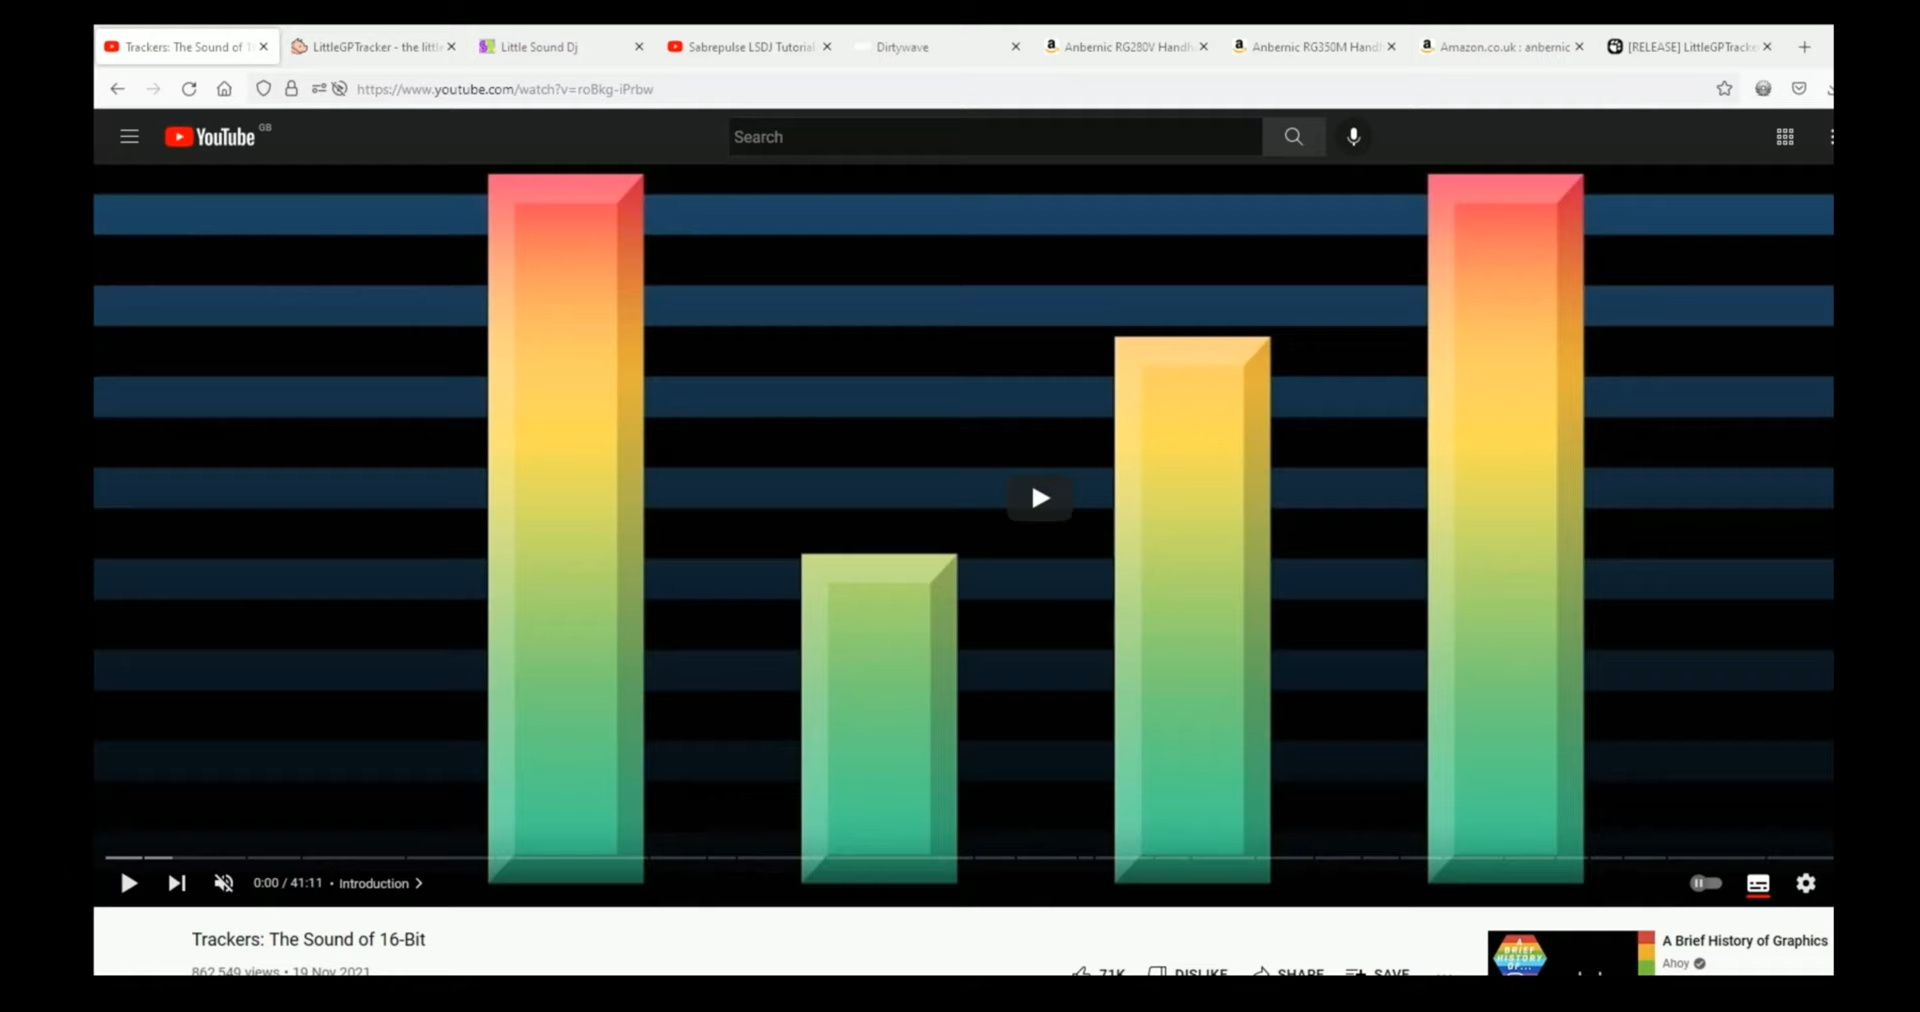 Trackers: The Sound of 1
LittleGPTracker - the little
Little Sound Dj
Sabrepulse LSDJ Tutorial
Dirtywave
Anbernic RG280V Handh
Anbernic RG350M Handh
Amazon.co.uk : anbernic
[RELEASE] LittleGPTracke
https://www.youtube.com/watch?v=roBkg-iPrbw
YouTube GB
Search
0:00 / 41:11 • Introduction
Trackers: The Sound of 16-Bit
862,549 views • 19 Nov 2021
71K DISLIKE SHARE SAVE
A BRIEF HISTORY OF...
A Brief History of Graphics
Ahoy